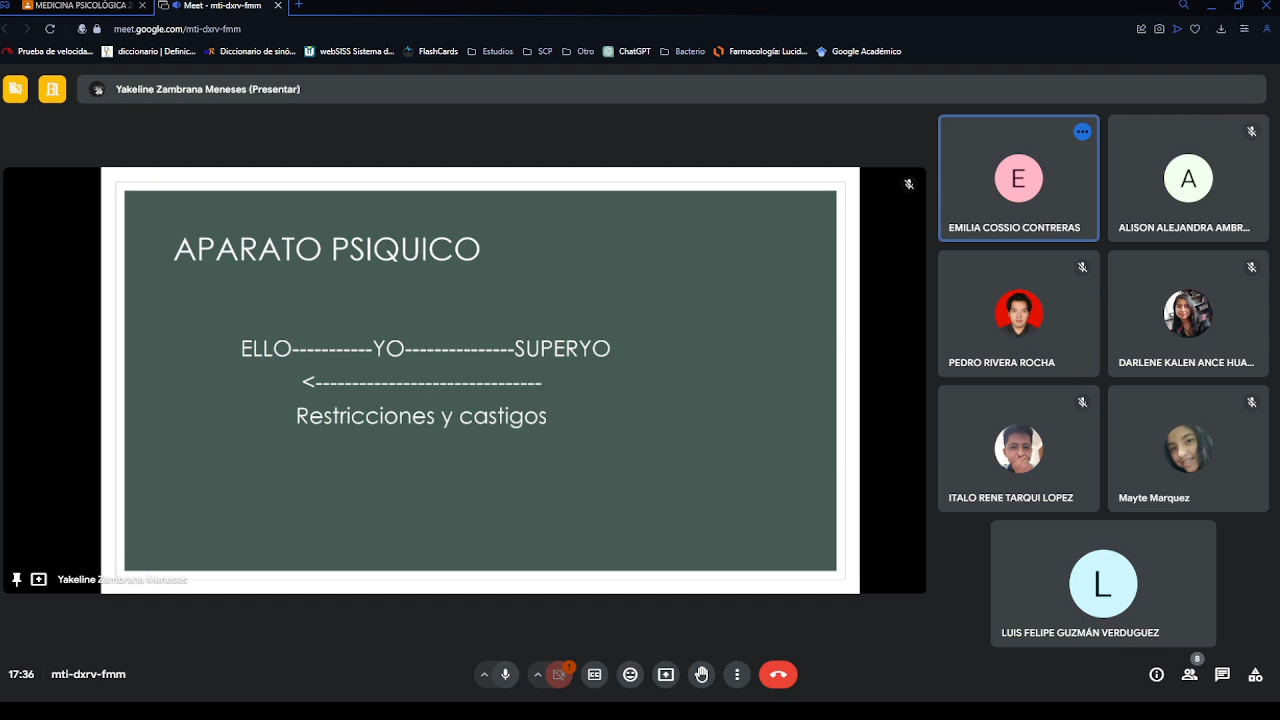 MEDICINA PSICOLÓGICA 2
Meet - mti-dxrv-fmm
meet.google.com/mti-dxrv-fmm
Prueba de velocida...
diccionario | Definic...
Diccionario de sinó...
webSISS Sistema d...
FlashCards
Estudios
SCP
Otro
ChatGPT
Bacterio
Farmacología: Lucid...
Google Académico
Yakeline Zambrana Meneses (Presentar)
APARATO PSIQUICO
ELLO-----------YO---------------SUPERYO
<-------------------------------
Restricciones y castigos
Yakeline Zambrana Meneses
E
EMILIA COSSIO CONTRERAS
A
ALISON ALEJANDRA AMBR...
PEDRO RIVERA ROCHA
DARLENE KALEN ANCE HUA...
ITALO RENE TARQUI LOPEZ
Mayte Marquez
L
LUIS FELIPE GUZMÁN VERDUGUEZ
17:36
mti-dxrv-fmm
8